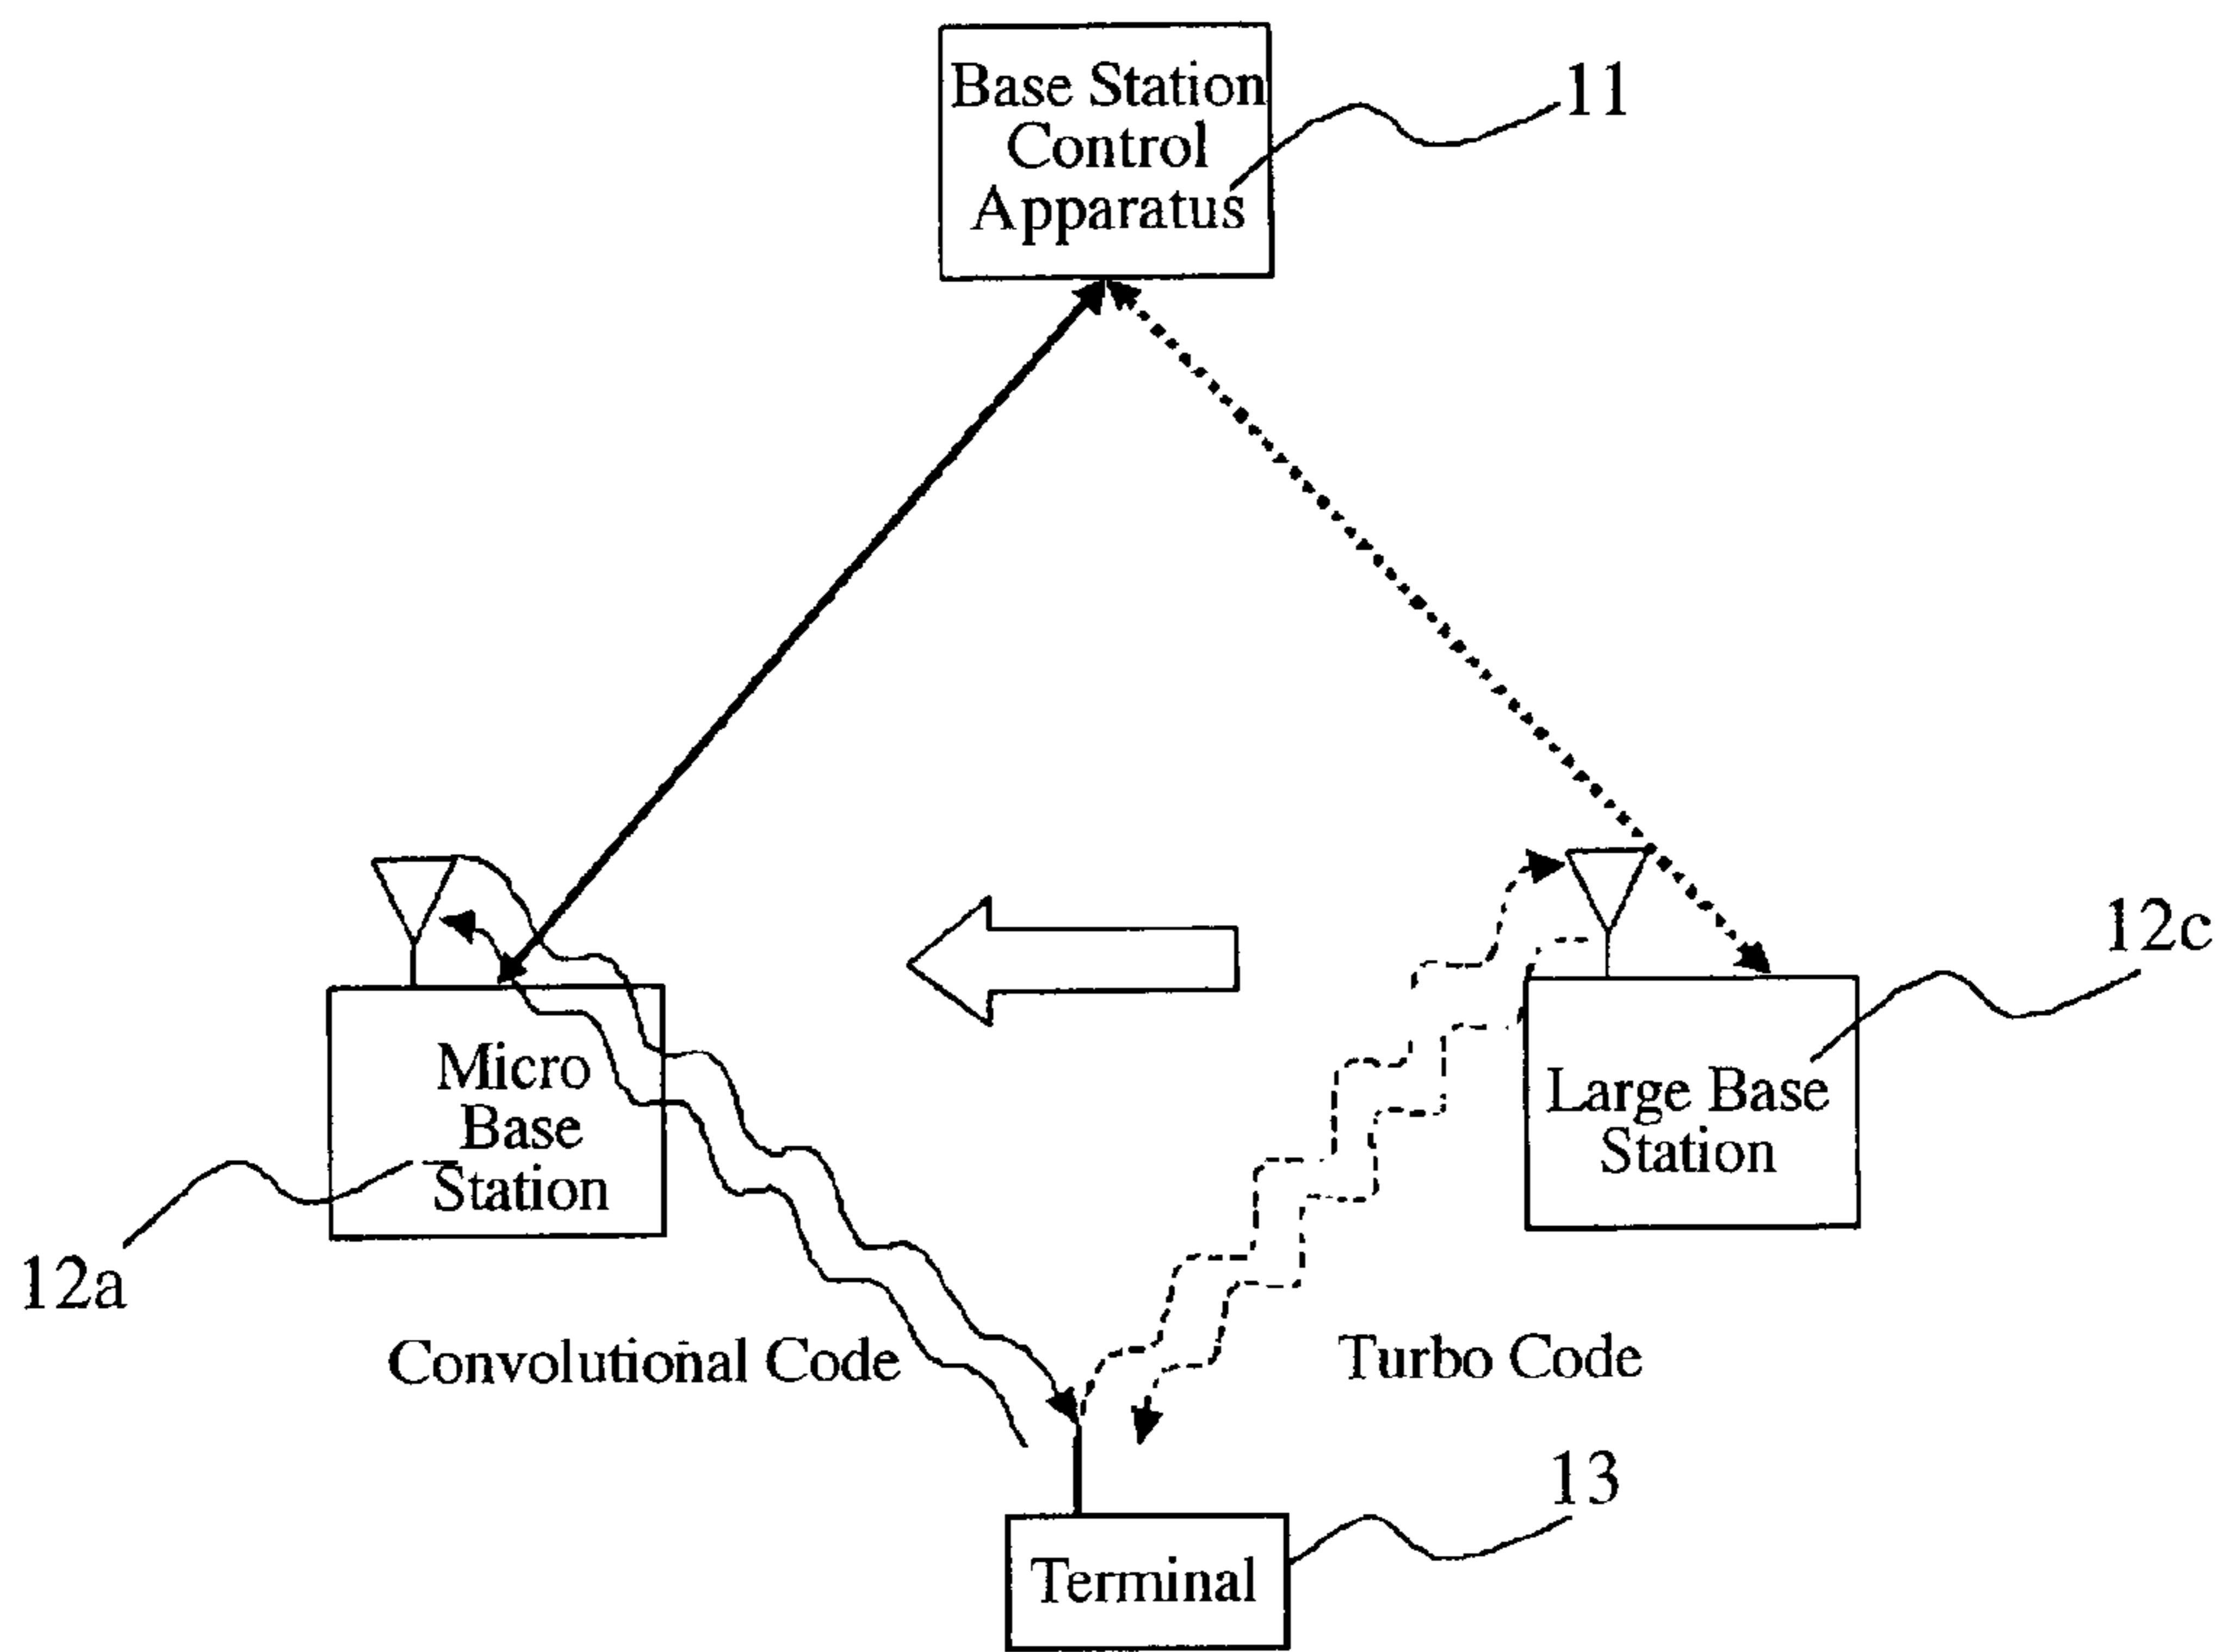 Base Station
Control
Apparatus
11
12c
Micro
Base
Station
Large Base
Station
12a
Convolutional Code
Turbo Code
13
Terminal